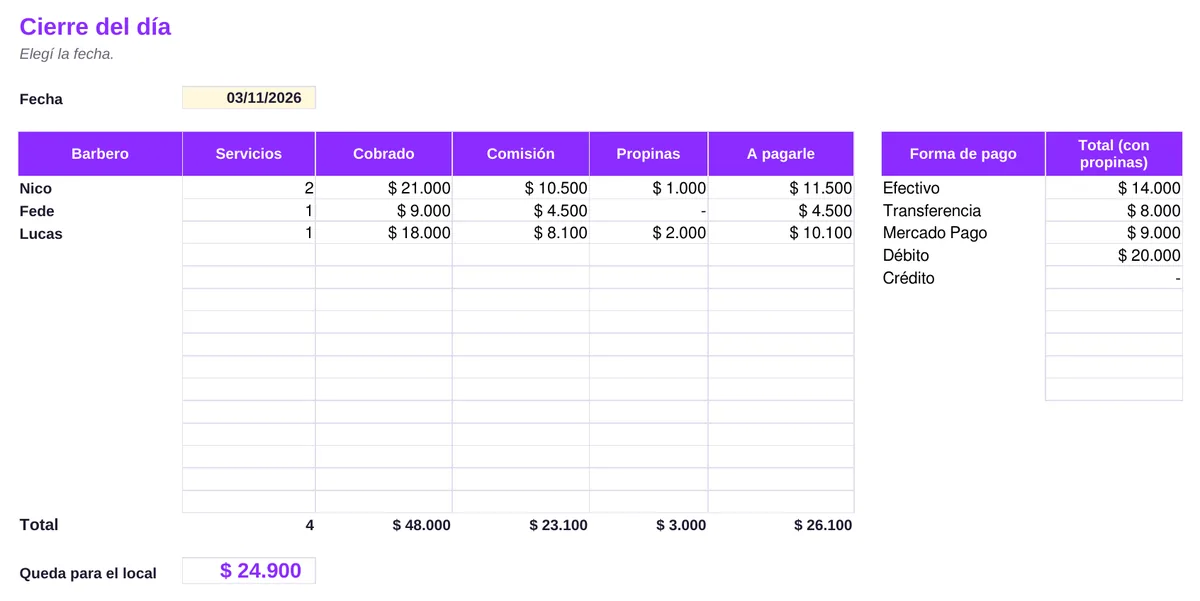 Cierre del día
Elegí la fecha.
Fecha 03/11/2026
Barbero Servicios Cobrado Comisión Propinas A pagarle
Nico 2 $ 21.000 $ 10.500 $ 1.000 $ 11.500
Fede 1 $ 9.000 $ 4.500 - $ 4.500
Lucas 1 $ 18.000 $ 8.100 $ 2.000 $ 10.100
Total 4 $ 48.000 $ 23.100 $ 3.000 $ 26.100
Queda para el local $ 24.900
Forma de pago Total (con propinas)
Efectivo $ 14.000
Transferencia $ 8.000
Mercado Pago $ 9.000
Débito $ 20.000
Crédito -